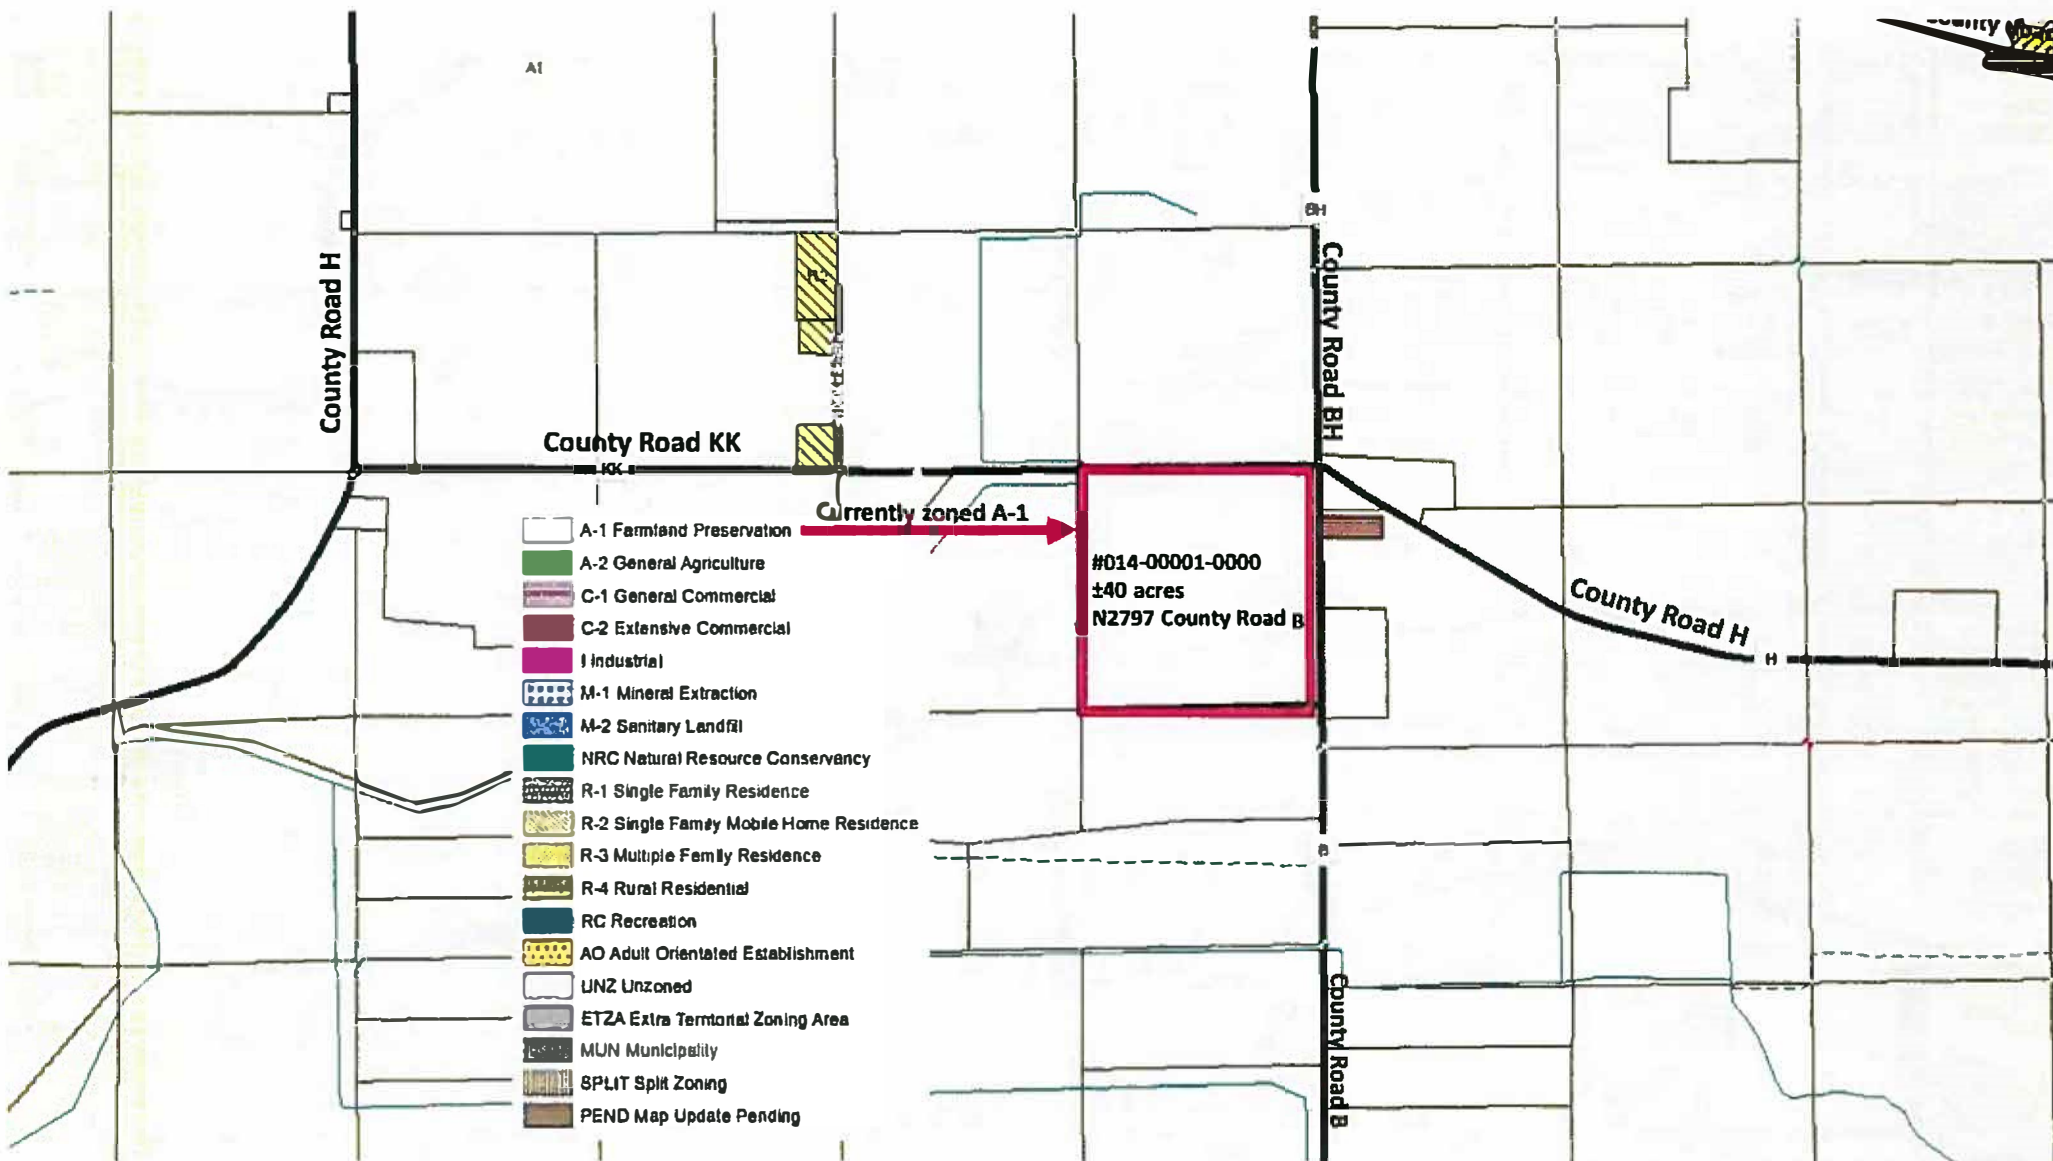 A1
BH
County Road H
County Road BH
County Road KK
KK
Currently zoned A-1
#014-00001-0000
±40 acres
N2797 County Road B
County Road H
H
A-1 Farmland Preservation
A-2 General Agriculture
C-1 General Commercial
C-2 Extensive Commercial
I Industrial
M-1 Mineral Extraction
M-2 Sanitary Landfill
NRC Natural Resource Conservancy
R-1 Single Family Residence
R-2 Single Family Mobile Home Residence
R-3 Multiple Family Residence
R-4 Rural Residential
RC Recreation
AO Adult Orientated Establishment
UNZ Unzoned
ETZA Extra Territorial Zoning Area
MUN Municipality
SPLIT Split Zoning
PEND Map Update Pending
B
County Road B
County